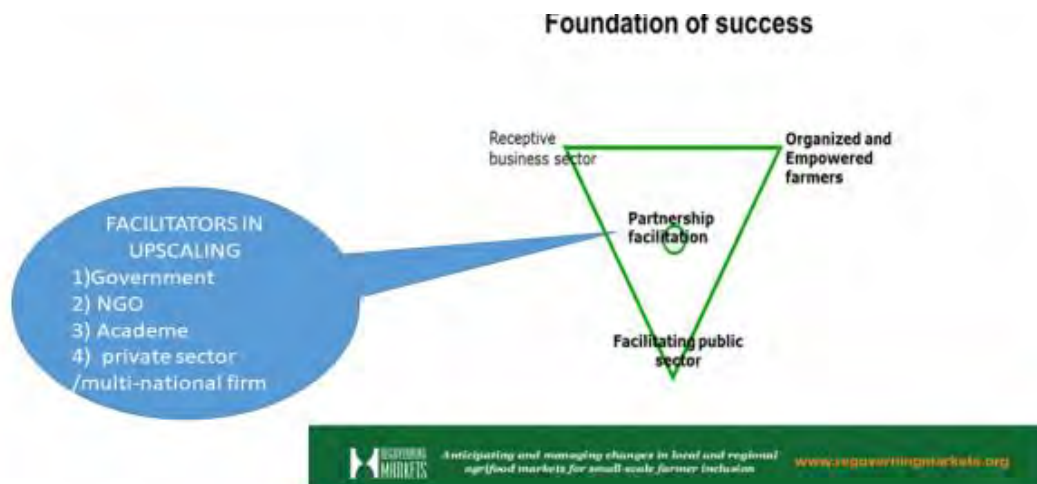 Foundation of success
Receptive
business sector
Organized and
Empowered
farmers
Partnership
facilitation
Facilitating public
sector
FACILITATORS IN
UPSCALING
1)Government
2) NGO
3) Academe
4) private sector
/multi-national firm
REGOVERNING
MARKETS
Anticipating and managing changes in local and regional
agrifood markets for small-scale farmer inclusion
www.regoverningmarkets.org